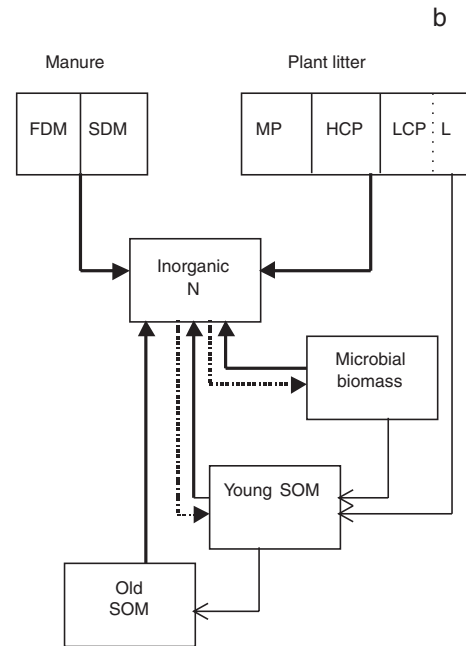 b
Manure
Plant litter
FDM
SDM
MP
HCP
LCP
L
Inorganic
N
Microbial
biomass
Young SOM
Old
SOM